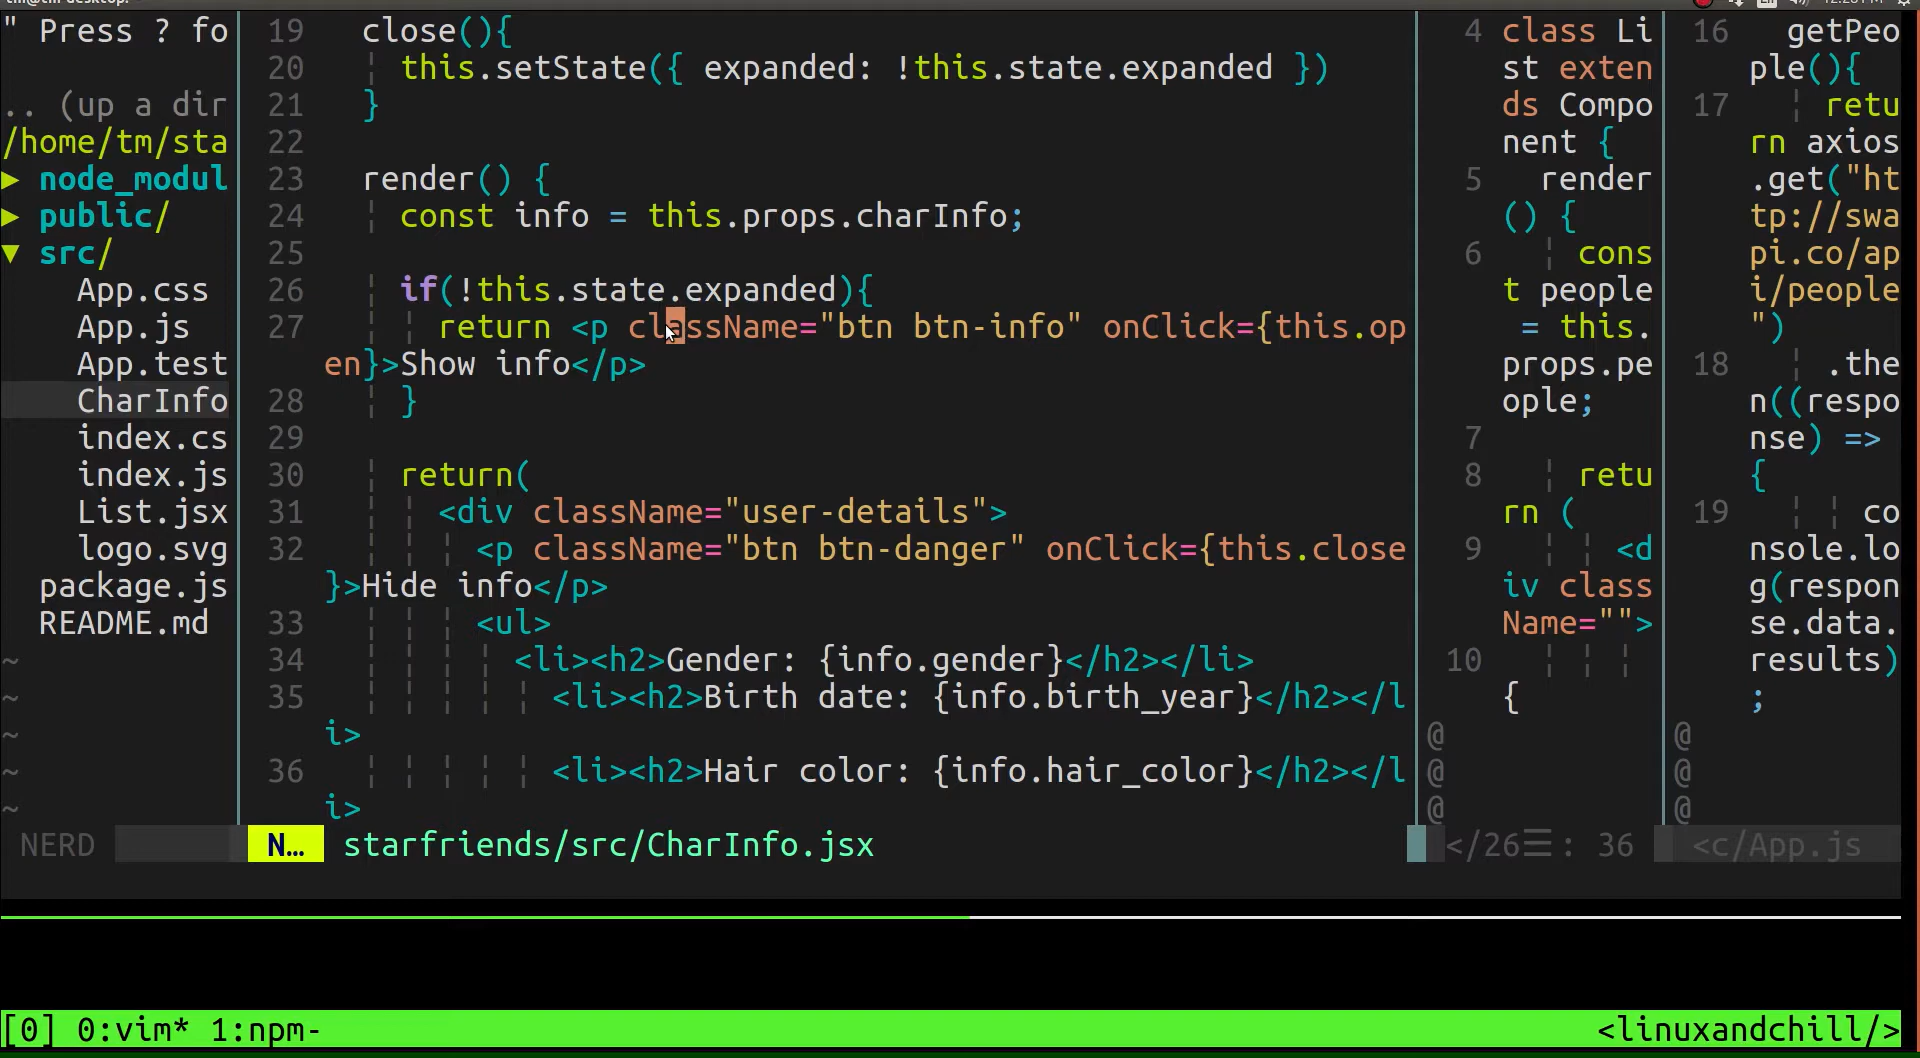 " Press ? fo
.. (up a dir
/home/tm/sta
▶ node_modul
▶ public/
▼ src/
App.css
App.js
App.test
CharInfo
index.cs
index.js
List.jsx
logo.svg
package.js
README.md
~
~
~
~
~
19 close(){
20 ¦ this.setState({ expanded: !this.state.expanded })
21 }
22
23 render() {
24 ¦ const info = this.props.charInfo;
25
26 ¦ if(!this.state.expanded){
27 ¦ ¦ return <p className="btn btn-info" onClick={this.op
en}>Show info</p>
28 ¦ }
29
30 ¦ return(
31 ¦ ¦ <div className="user-details">
32 ¦ ¦ ¦ <p className="btn btn-danger" onClick={this.close
}>Hide info</p>
33 ¦ ¦ ¦ <ul>
34 ¦ ¦ ¦ ¦ <li><h2>Gender: {info.gender}</h2></li>
35 ¦ ¦ ¦ ¦ ¦ <li><h2>Birth date: {info.birth_year}</h2></l
i>
36 ¦ ¦ ¦ ¦ ¦ <li><h2>Hair color: {info.hair_color}</h2></l
i>
4 class Li
st exten
ds Compo
nent {
5 render
() {
6 ¦ cons
t people
= this.
props.pe
ople;
7
8 ¦ retu
rn (
9 ¦ ¦ <d
iv class
Name="">
10 ¦ ¦ ¦
{
@
@
@
16 getPeo
ple(){
17 ¦ retu
rn axios
.get("ht
tp://swa
pi.co/ap
i/people
")
18 ¦ .the
n((respo
nse) =>
{
19 ¦ ¦ co
nsole.lo
g(respon
se.data.
results)
;
@
@
@
NERD
N… starfriends/src/CharInfo.jsx
</26☰: 36
<c/App.js
[0] 0:vim* 1:npm-
<linuxandchill/>